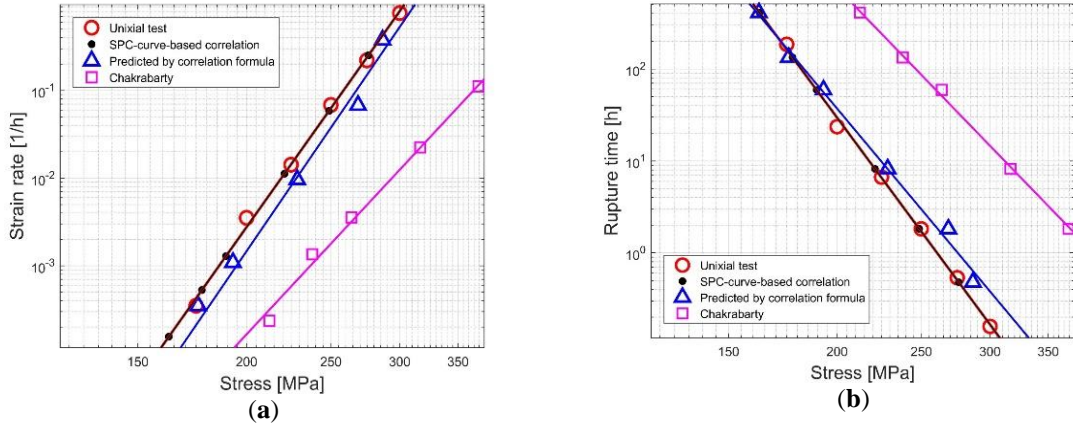 Strain rate [1/h]
10⁻¹
10⁻²
10⁻³
Unixial test
SPC-curve-based correlation
Predicted by correlation formula
Chakrabarty
150 200 250 300 350
Stress [MPa]
(a)
Rupture time [h]
10²
10¹
10⁰
Unixial test
SPC-curve-based correlation
Predicted by correlation formula
Chakrabarty
150 200 250 300 350
Stress [MPa]
(b)